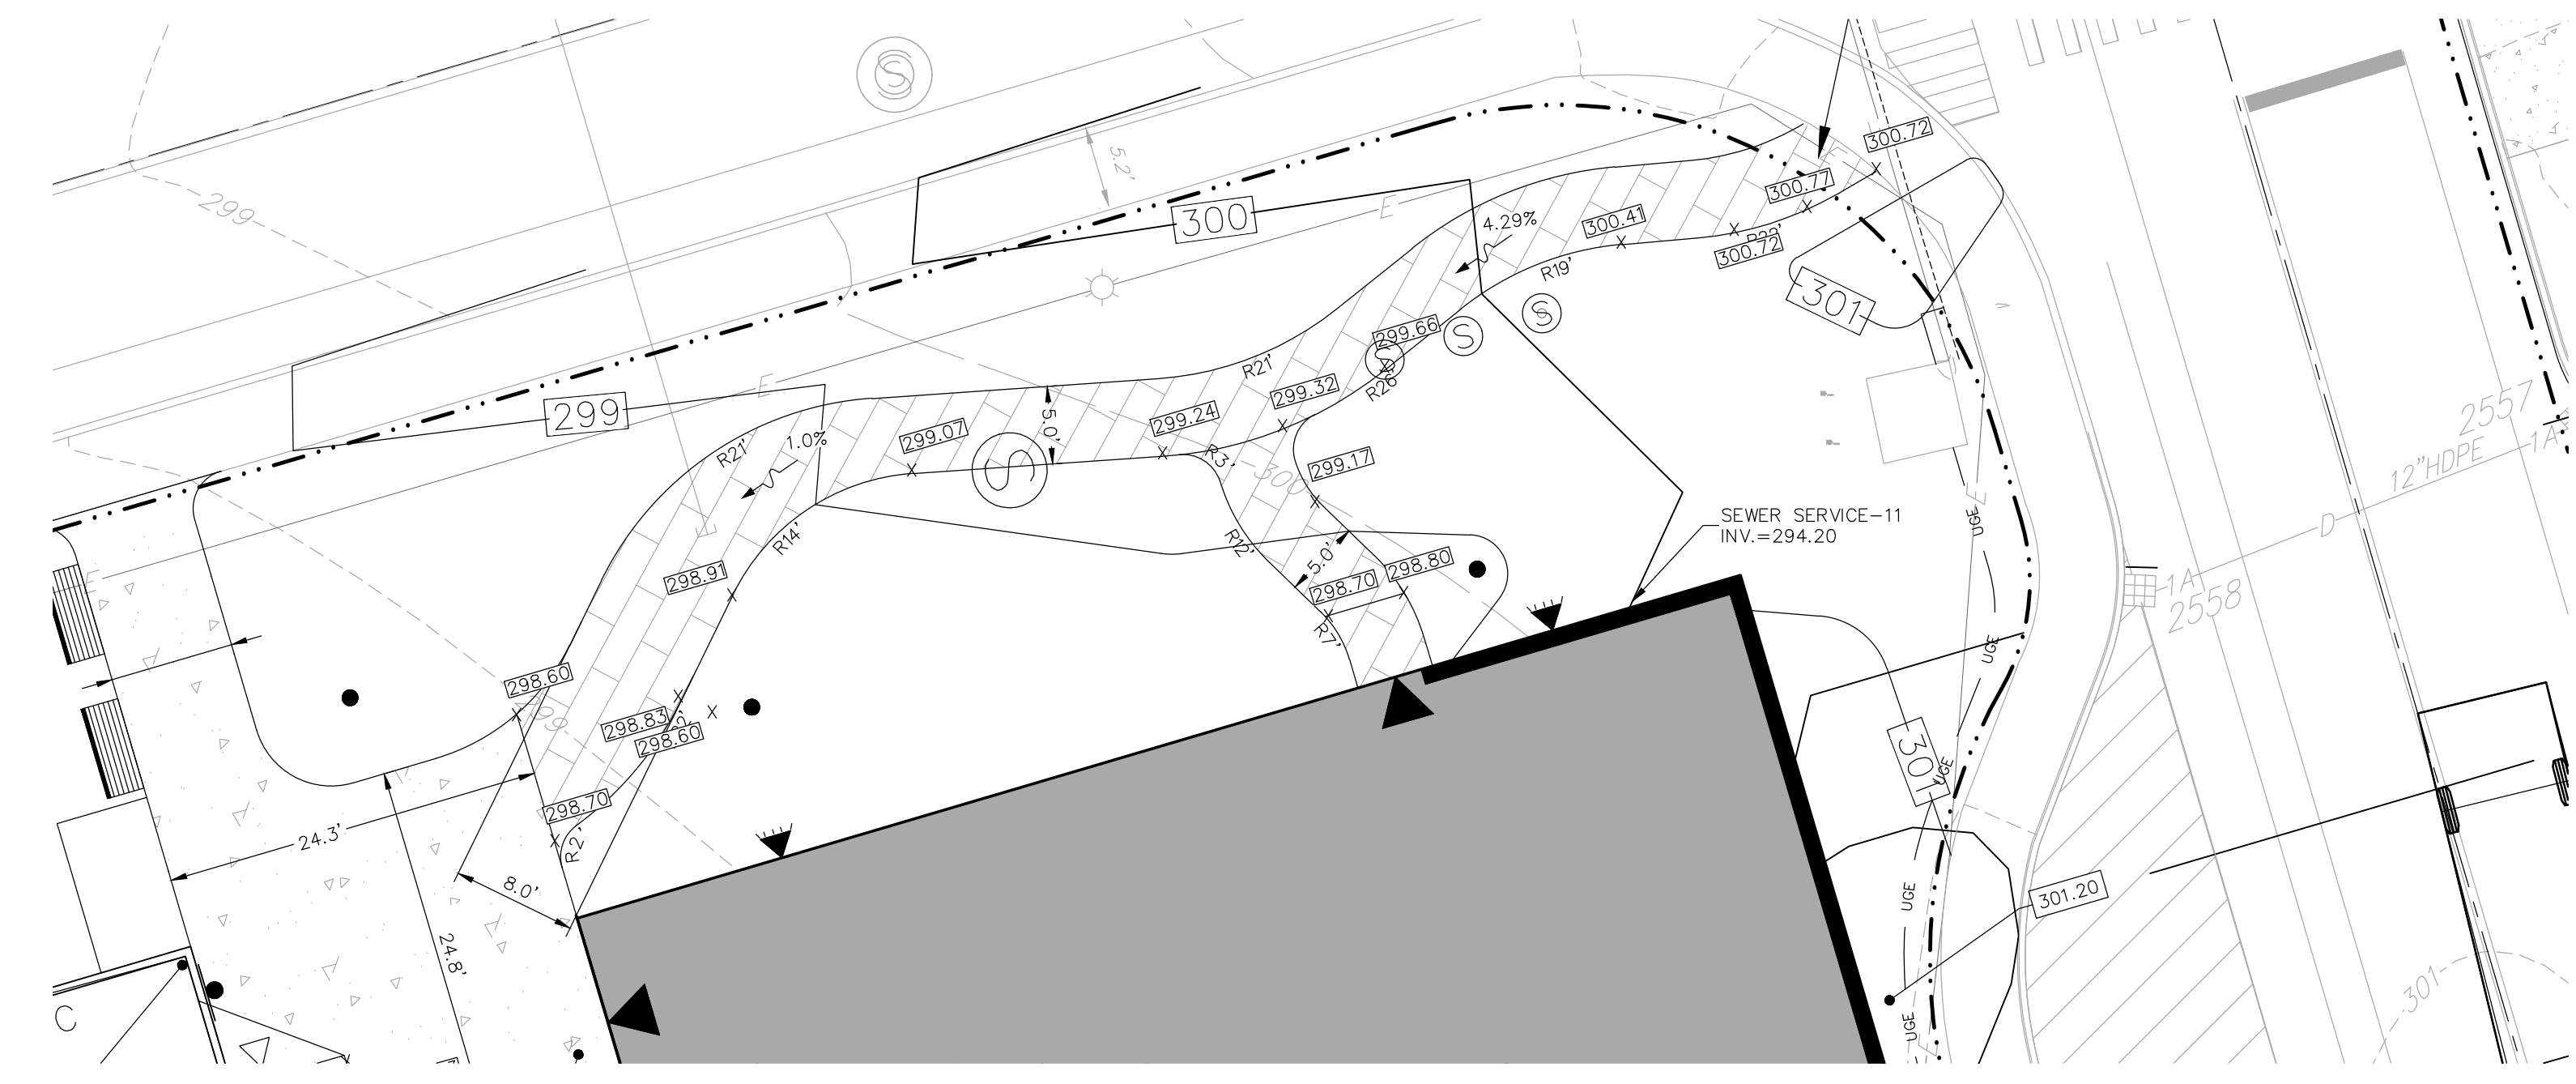 S
300.72
5.2'
299
300.77
300
E
4.29%
300.41
R22'
300.72
R19'
301
299.66
S
S
S
R21'
299.32
R26'
E
299
2557
5.0'
299.24
299.07
1.0%
R21'
R3'
300
299.17
12"HDPE
1A
S
E
SEWER SERVICE-11
INV.=294.20
UGE
D
R14'
R12'
5.0'
298.80
298.91
298.70
E
1A
2558
R7'
UGE
298.60
299
298.83
298.60
301
UGE
298.70
24.3'
R2'
8.0'
UGE
301.20
24.8'
301
C
UGE